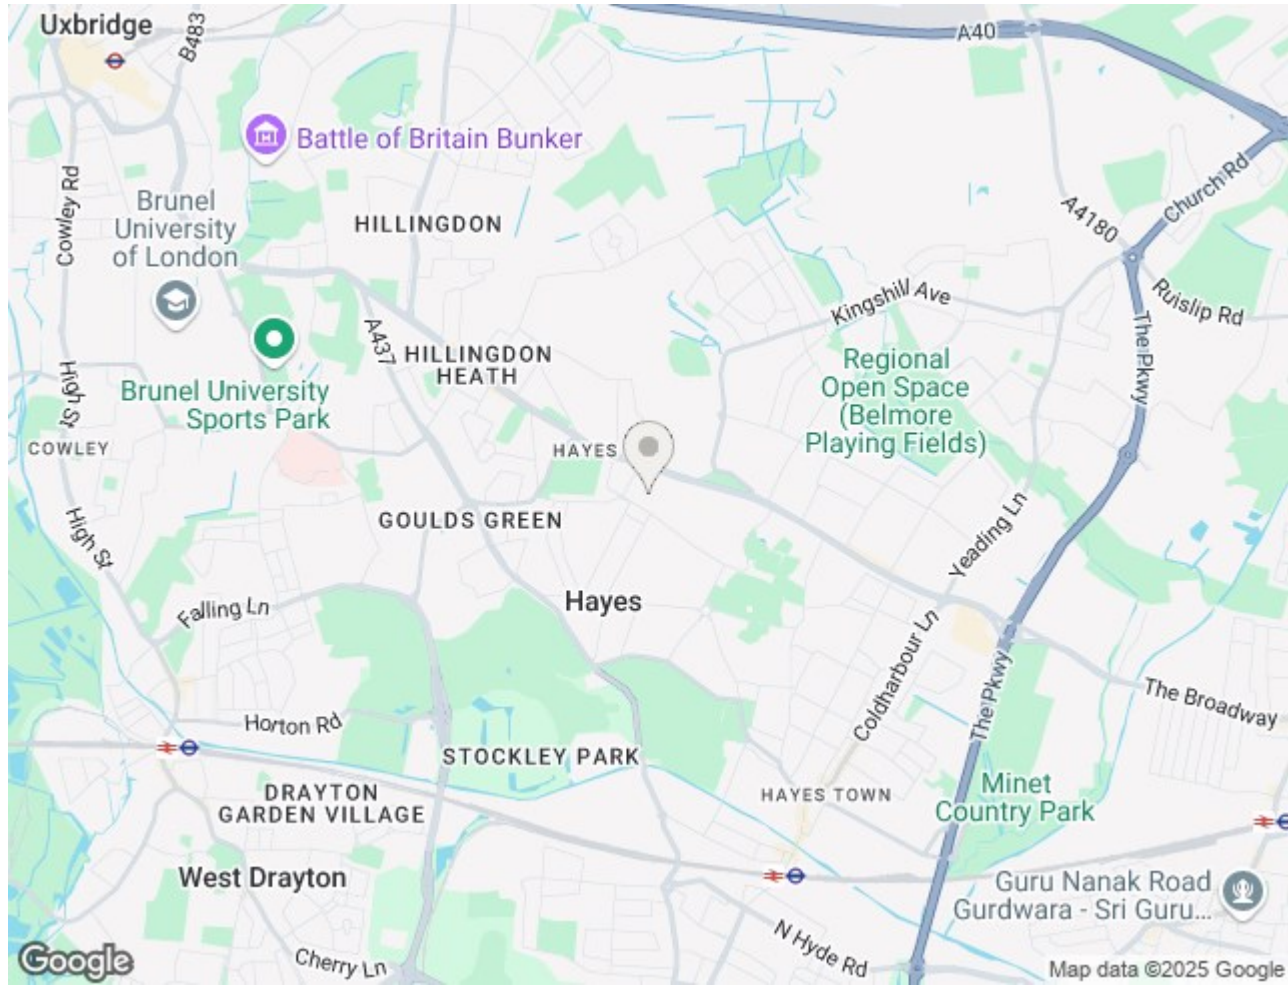 Uxbridge
B483
A40
Battle of Britain Bunker
Cowley Rd
Brunel
University
of London
HILLINGDON
Church Rd
A4180
Kingshill Ave
Ruislip Rd
A437
The Pkwy
HILLINGDON
HEATH
Regional
Open Space
(Belmore
Playing Fields)
Brunel University
Sports Park
High St
COWLEY
HAYES
GOULDS GREEN
High St
Yeading Ln
Falling Ln
Hayes
Coldharbour Ln
The Pkwy
The Broadway
Horton Rd
STOCKLEY PARK
DRAYTON
GARDEN VILLAGE
HAYES TOWN
Minet
Country Park
West Drayton
Guru Nanak Road
Gurdwara - Sri Guru...
N Hyde Rd
Cherry Ln
Google
Map data ©2025 Google